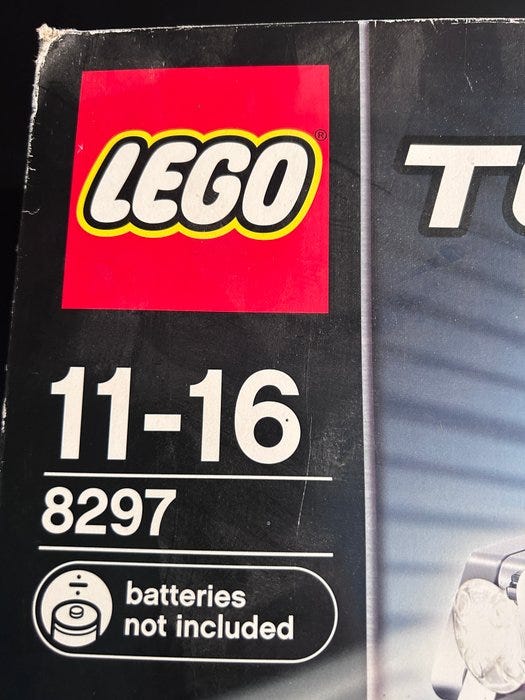 LEGO®
T
11-16
8297
batteries
not included